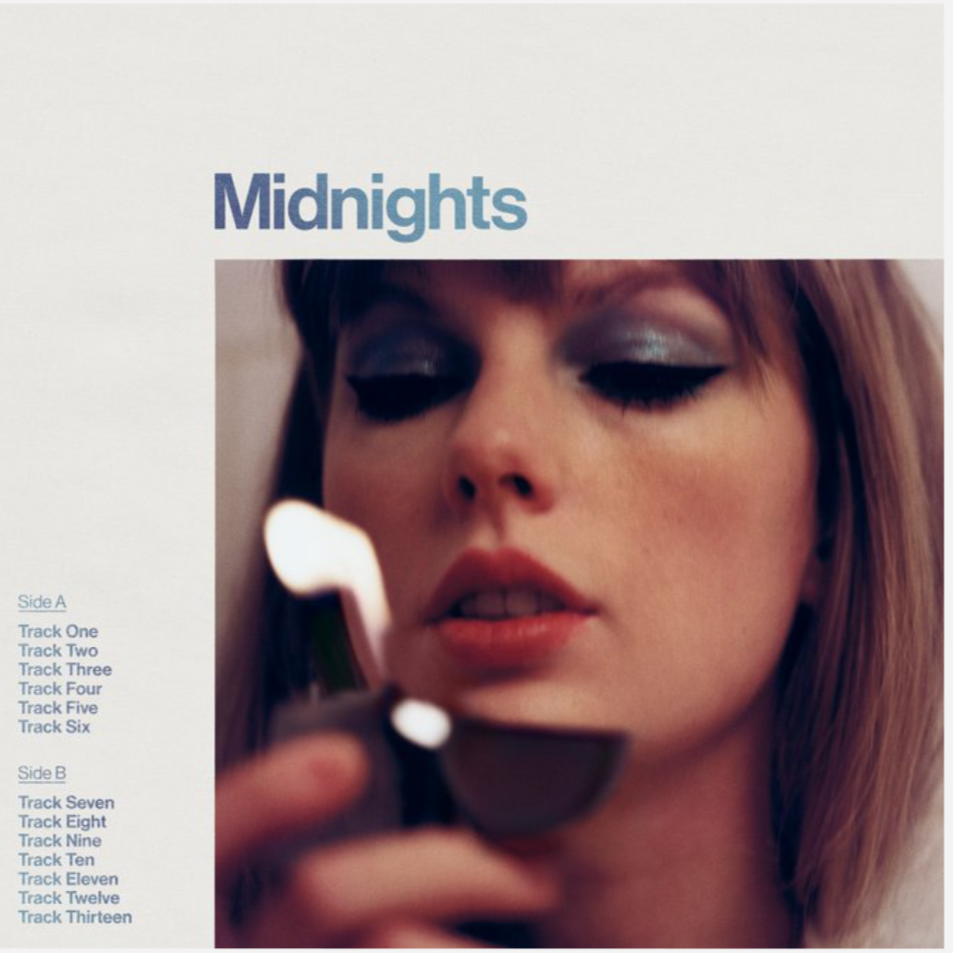 Midnights
Side A
Track One
Track Two
Track Three
Track Four
Track Five
Track Six
Side B
Track Seven
Track Eight
Track Nine
Track Ten
Track Eleven
Track Twelve
Track Thirteen